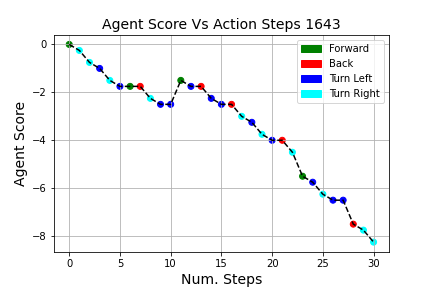 Agent Score Vs Action Steps 1643
Forward
Back
Turn Left
Turn Right
Agent Score
0
−2
−4
−6
−8
0 5 10 15 20 25 30
Num. Steps